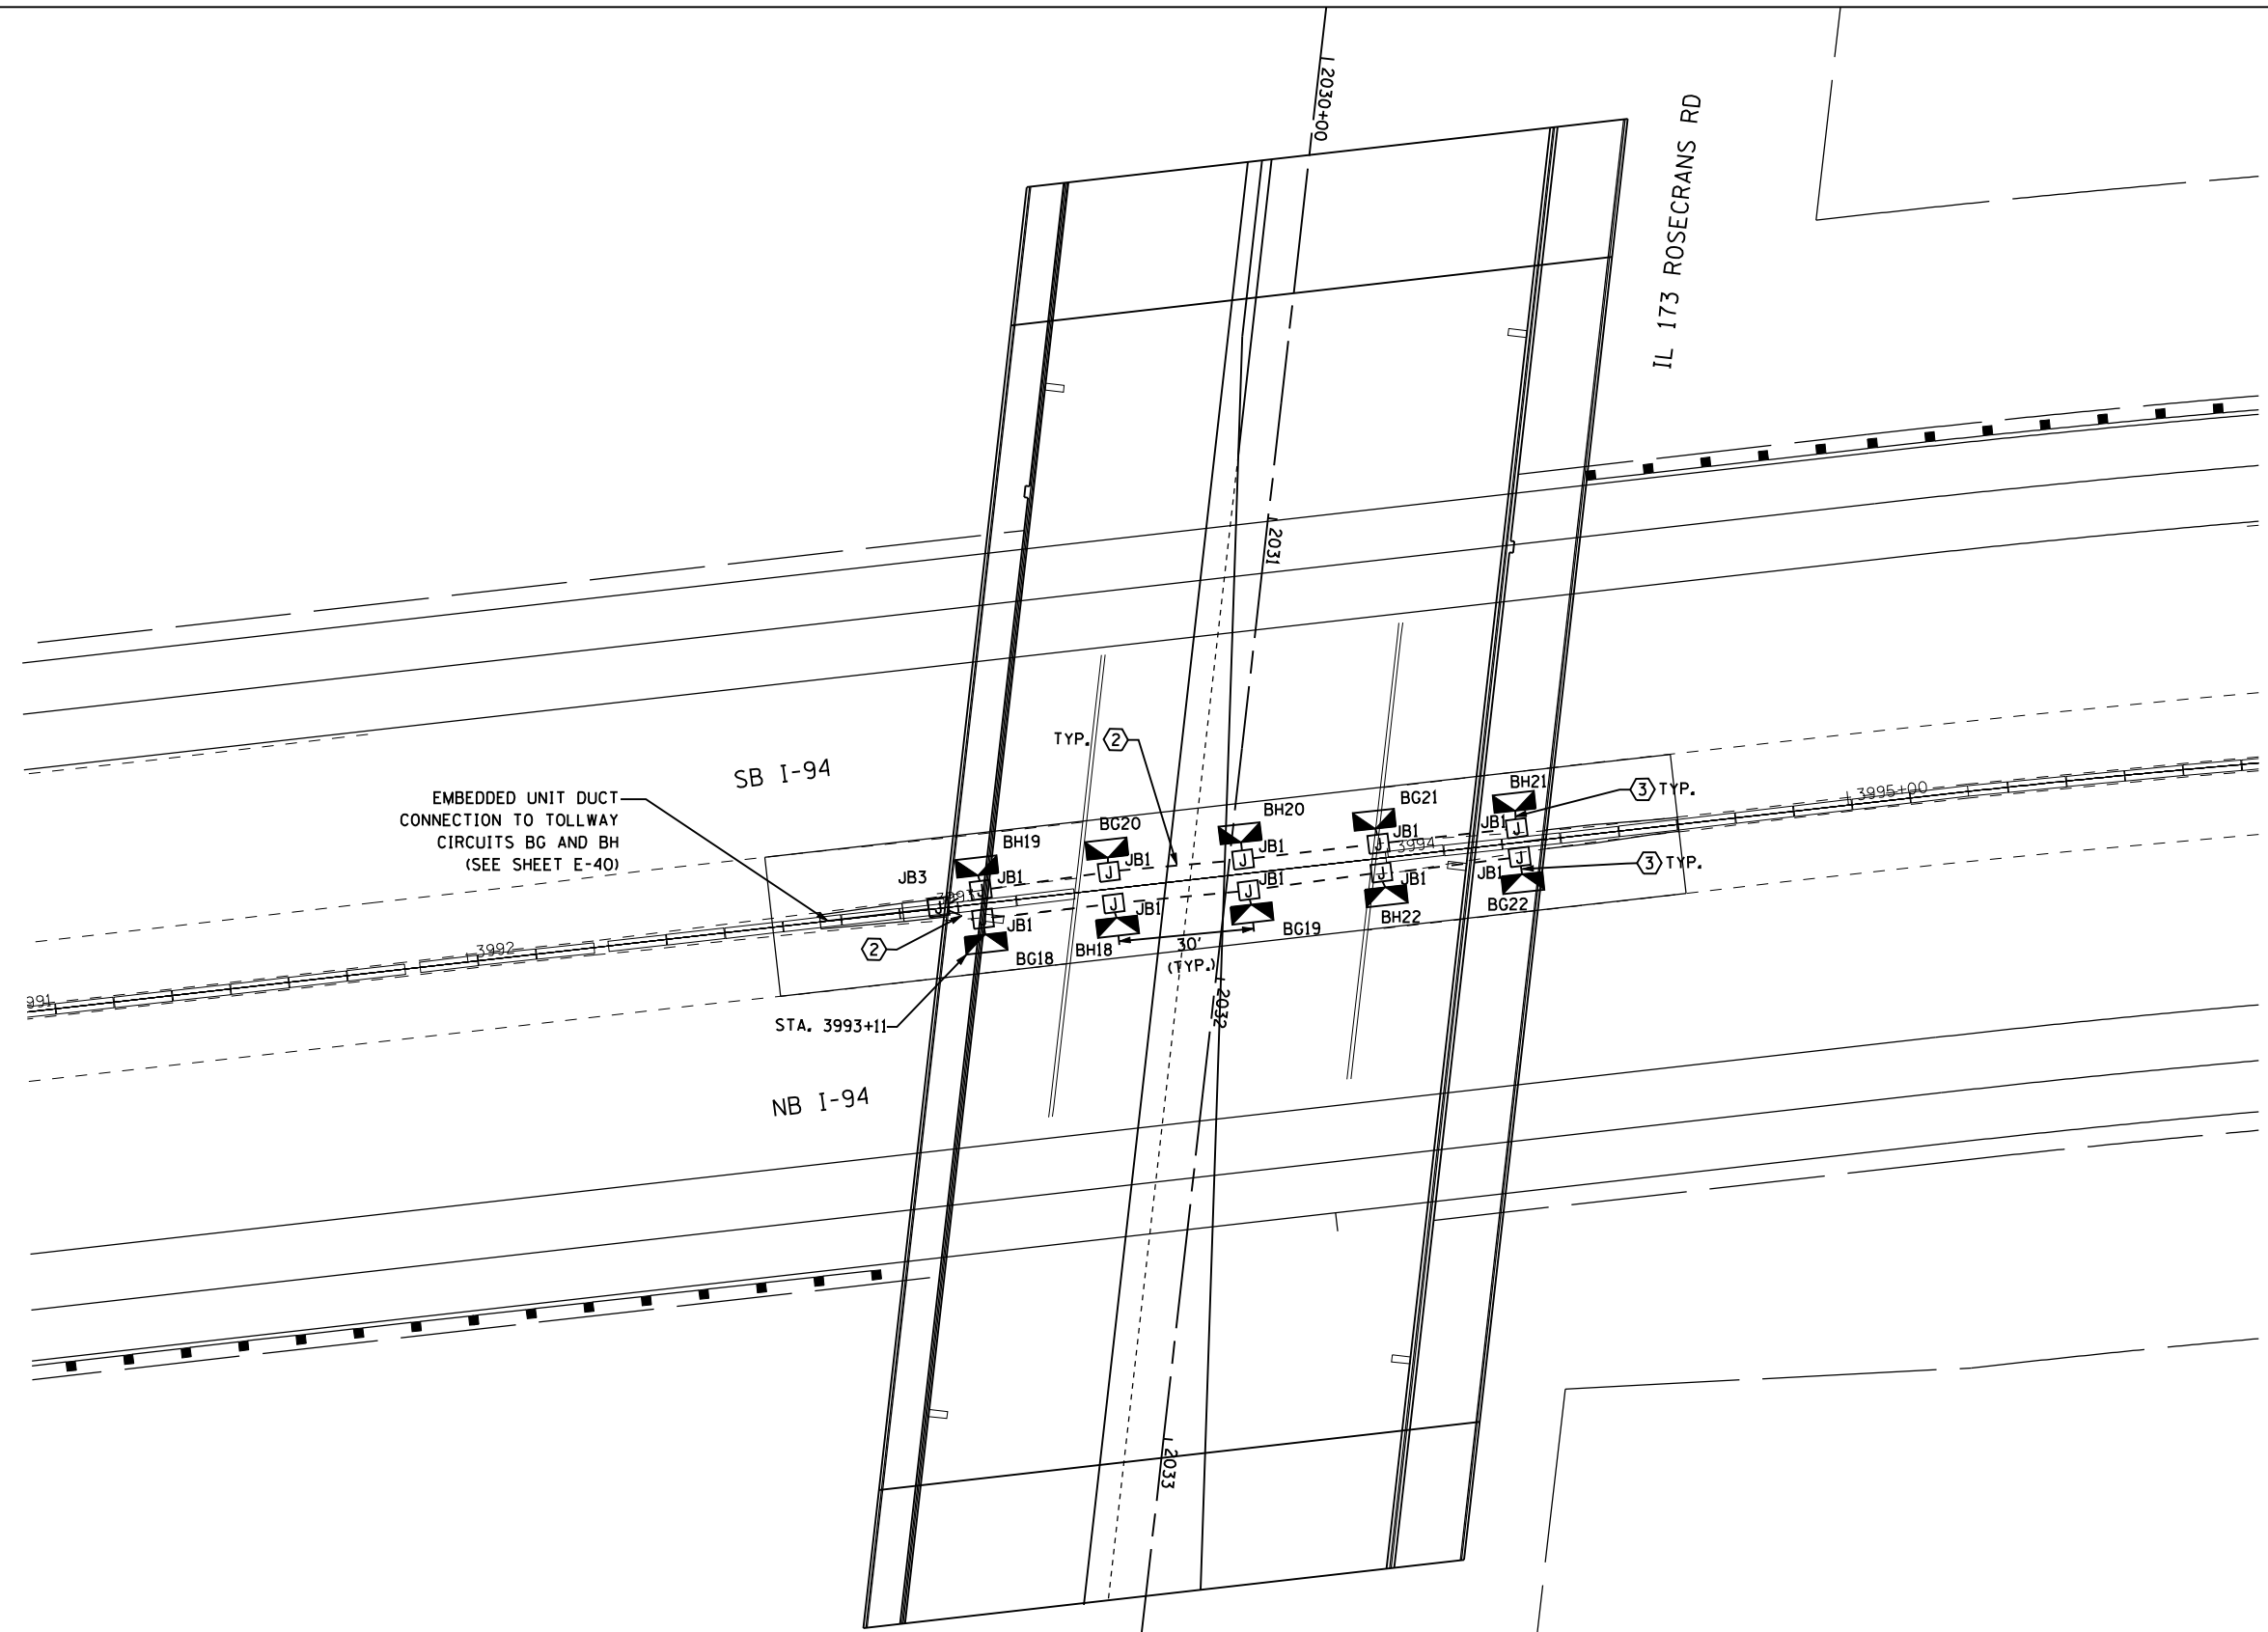 2030+00
IL 173 ROSECRANS RD
2031
TYP. 2
SB I-94
EMBEDDED UNIT DUCT
CONNECTION TO TOLLWAY
CIRCUITS BG AND BH
(SEE SHEET E-40)
BH19
BG20
BH20
BG21
BH21
3 TYP.
3995+00
JB3
J
JB1
J
JB1
J
JB1
J
JB1
J
JB1
J
3993
3994
3 TYP.
J
JB1
J
JB1
J
JB1
J
JB1
J
JB1
2
BG18
BH18
30'
(TYP.)
BG19
BH22
BG22
3992
991
STA. 3993+11
2032
NB I-94
2033